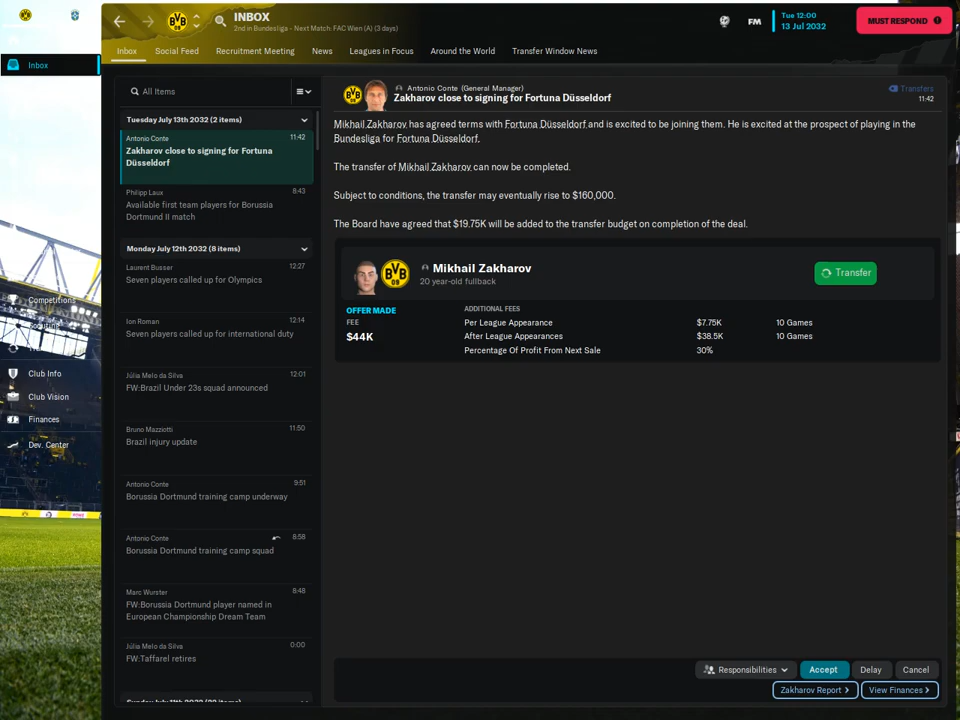 INBOX
2nd in Bundesliga - Next Match: FAC Wien (A) (3 days)
FM
Tue 12:00
13 Jul 2032
MUST RESPOND
Inbox
Social Feed
Recruitment Meeting
News
Leagues in Focus
Around the World
Transfer Window News
Inbox
Competitions
Club Info
Club Vision
Finances
Dev. Center
All Items
Tuesday July 13th 2032 (2 items)
Antonio Conte
11:42
Zakharov close to signing for Fortuna
Düsseldorf
Philipp Laux
8:43
Available first team players for Borussia
Dortmund II match
Monday July 12th 2032 (8 items)
Laurent Busser
12:27
Seven players called up for Olympics
Ion Roman
12:14
Seven players called up for international duty
Júlia Melo da Silva
12:01
FW:Brazil Under 23s squad announced
Bruno Mazziotti
11:50
Brazil injury update
Antonio Conte
9:51
Borussia Dortmund training camp underway
Antonio Conte
8:58
Borussia Dortmund training camp squad
Marc Wurster
8:48
FW:Borussia Dortmund player named in
European Championship Dream Team
Júlia Melo da Silva
0:00
FW:Taffarel retires
Antonio Conte (General Manager)
Zakharov close to signing for Fortuna Düsseldorf
Transfers
11:42
Mikhail Zakharov has agreed terms with Fortuna Düsseldorf and is excited to be joining them. He is excited at the prospect of playing in the
Bundesliga for Fortuna Düsseldorf.
The transfer of Mikhail Zakharov can now be completed.
Subject to conditions, the transfer may eventually rise to $160,000.
The Board have agreed that $19.75K will be added to the transfer budget on completion of the deal.
Mikhail Zakharov
20 year-old fullback
Transfer
OFFER MADE
FEE
$44K
ADDITIONAL FEES
Per League Appearance $7.75K 10 Games
After League Appearances $38.5K 10 Games
Percentage Of Profit From Next Sale 30%
Responsibilities
Accept
Delay
Cancel
Zakharov Report
View Finances